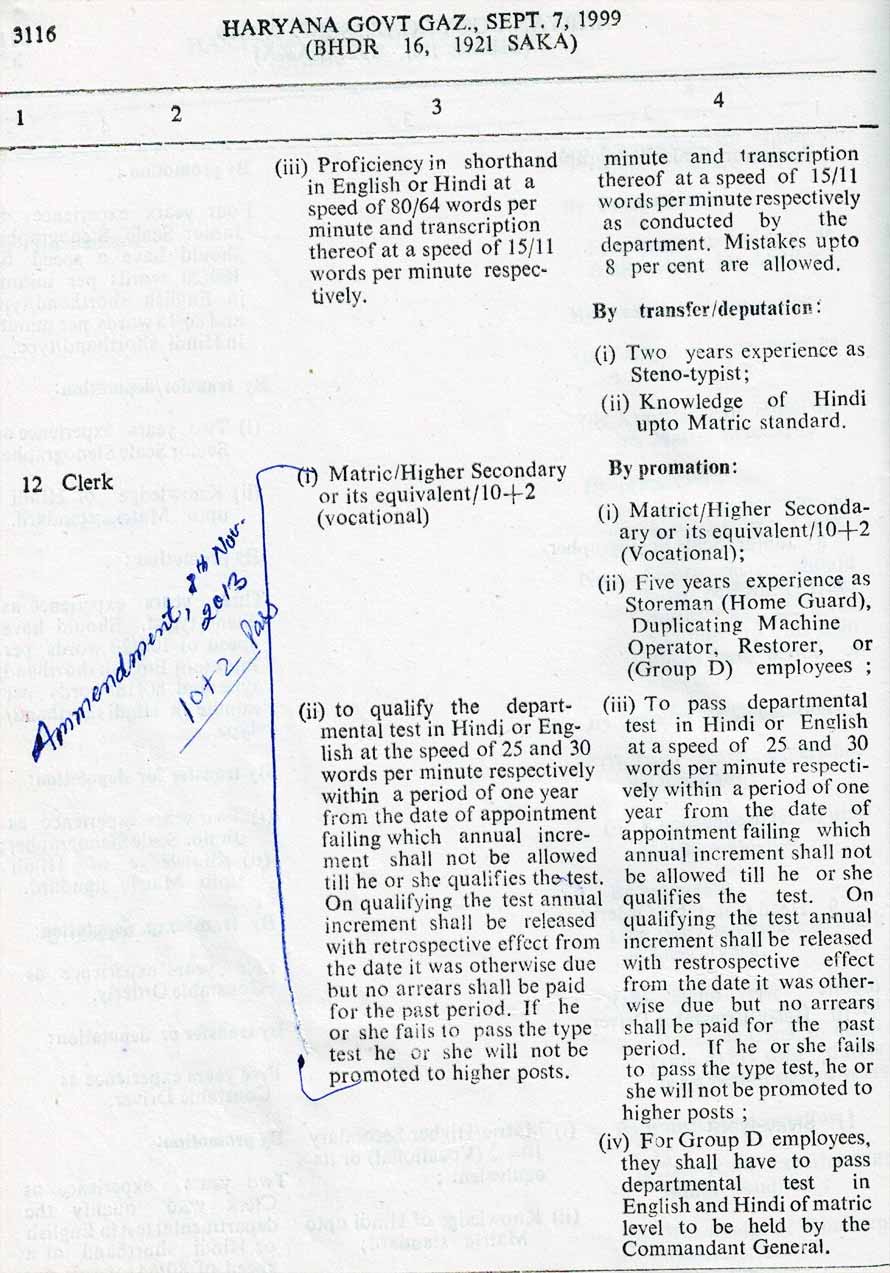 3116
HARYANA GOVT GAZ., SEPT. 7, 1999
(BHDR 16, 1921 SAKA)
1
2
3
4
(iii) Proficiency in shorthand
in English or Hindi at a
speed of 80/64 words per
minute and transcription
thereof at a speed of 15/11
words per minute respec-
tively.
minute and transcription
thereof at a speed of 15/11
words per minute respectively
as conducted by the
department. Mistakes upto
8 per cent are allowed.
By transfer/deputation:
(i) Two years experience as
Steno-typist;
(ii) Knowledge of Hindi
upto Matric standard.
12 Clerk
(i) Matric/Higher Secondary
or its equivalent/10+2
(vocational)
Ammendment, 8th Nov.
2013
10+2 Pass
(ii) to qualify the depart-
mental test in Hindi or Eng-
lish at the speed of 25 and 30
words per minute respectively
within a period of one year
from the date of appointment
failing which annual incre-
ment shall not be allowed
till he or she qualifies the test.
On qualifying the test annual
increment shall be released
with retrospective effect from
the date it was otherwise due
but no arrears shall be paid
for the past period. If he
or she fails to pass the type
test he or she will not be
promoted to higher posts.
By promation:
(i) Matrict/Higher Seconda-
ary or its equivalent/10+2
(Vocational);
(ii) Five years experience as
Storeman (Home Guard),
Duplicating Machine
Operator, Restorer, or
(Group D) employees ;
(iii) To pass departmental
test in Hindi or English
at a speed of 25 and 30
words per minute respecti-
vely within a period of one
year from the date of
appointment failing which
annual increment shall not
be allowed till he or she
qualifies the test. On
qualifying the test annual
increment shall be released
with restrospective effect
from the date it was other-
wise due but no arrears
shall be paid for the past
period. If he or she fails
to pass the type test, he or
she will not be promoted to
higher posts ;
(iv) For Group D employees,
they shall have to pass
departmental test in
English and Hindi of matric
level to be held by the
Commandant General.